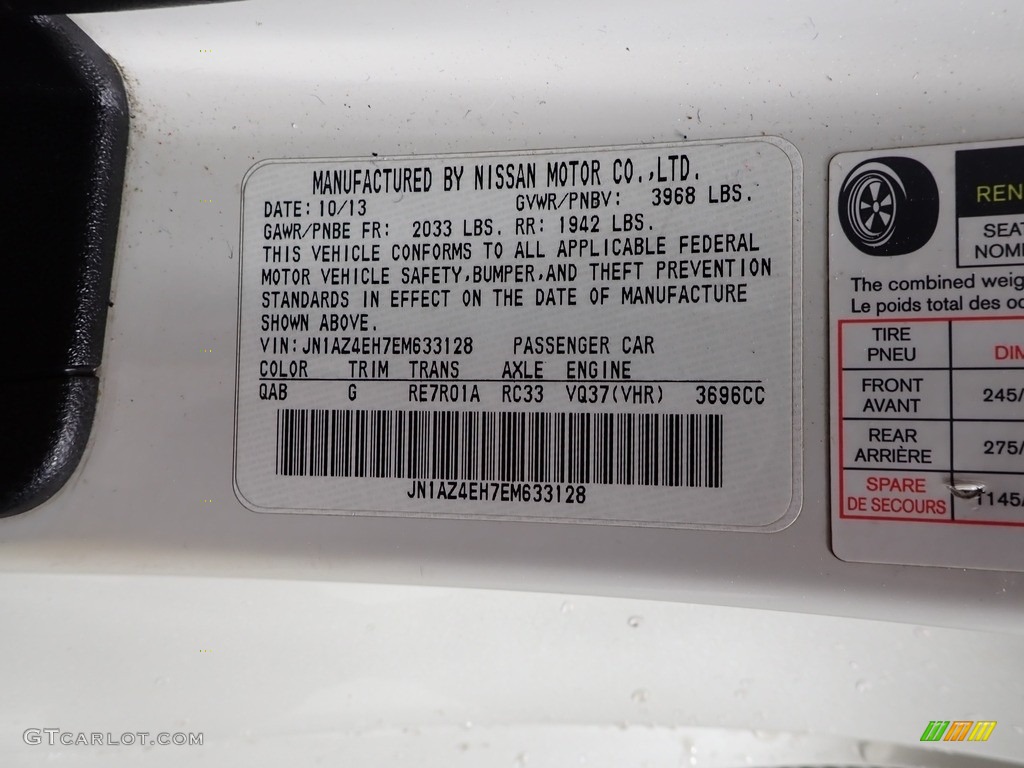 MANUFACTURED BY NISSAN MOTOR CO.,LTD.
DATE: 10/13 GVWR/PNBV: 3968 LBS.
GAWR/PNBE FR: 2033 LBS. RR: 1942 LBS.
THIS VEHICLE CONFORMS TO ALL APPLICABLE FEDERAL
MOTOR VEHICLE SAFETY,BUMPER,AND THEFT PREVENTION
STANDARDS IN EFFECT ON THE DATE OF MANUFACTURE
SHOWN ABOVE.
VIN: JN1AZ4EH7EM633128 PASSENGER CAR
COLOR TRIM TRANS AXLE ENGINE
QAB G RE7R01A RC33 VQ37(VHR) 3696CC
JN1AZ4EH7EM633128
REN
SEAT
NOM
The combined weig
Le poids total des oc
TIRE
PNEU DIM
FRONT
AVANT 245/
REAR
ARRIÈRE 275/
SPARE
DE SECOURS T145/
GTCARLOT.COM